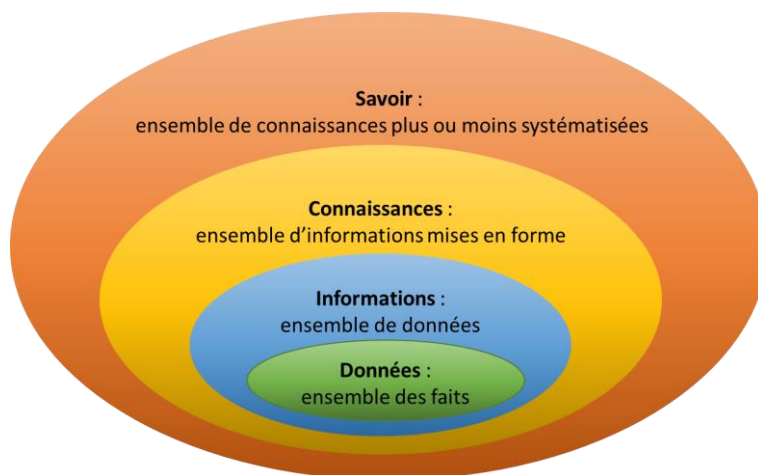 Savoir :
ensemble de connaissances plus ou moins systématisées
Connaissances :
ensemble d’informations mises en forme
Informations :
ensemble de données
Données :
ensemble des faits